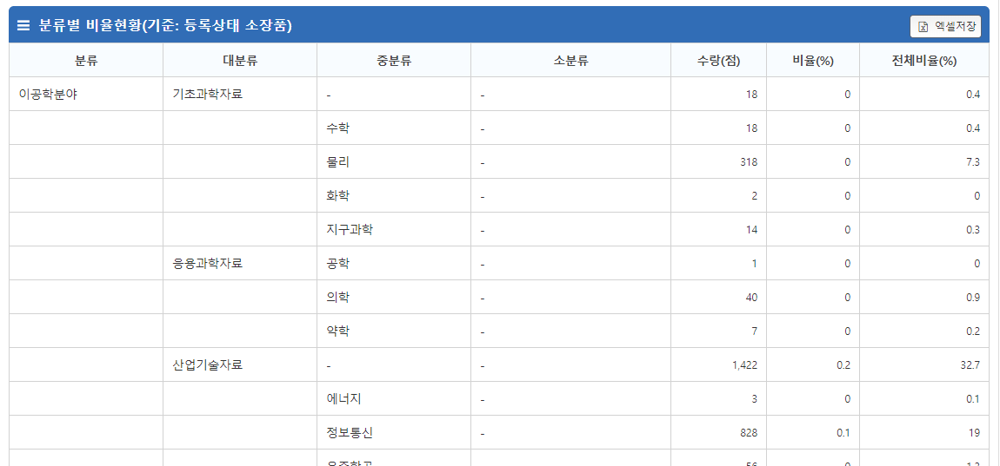 분류별 비율현황(기준: 등록상태 소장품)
엑셀저장
분류 대분류 중분류 소분류 수량(점) 비율(%) 전체비율(%)
이공학분야 기초과학자료 - - 18 0 0.4
수학 - 18 0 0.4
물리 - 318 0 7.3
화학 - 2 0 0
지구과학 - 14 0 0.3
응용과학자료 공학 - 1 0 0
의학 - 40 0 0.9
약학 - 7 0 0.2
산업기술자료 - - 1,422 0.2 32.7
에너지 - 3 0 0.1
정보통신 - 828 0.1 19